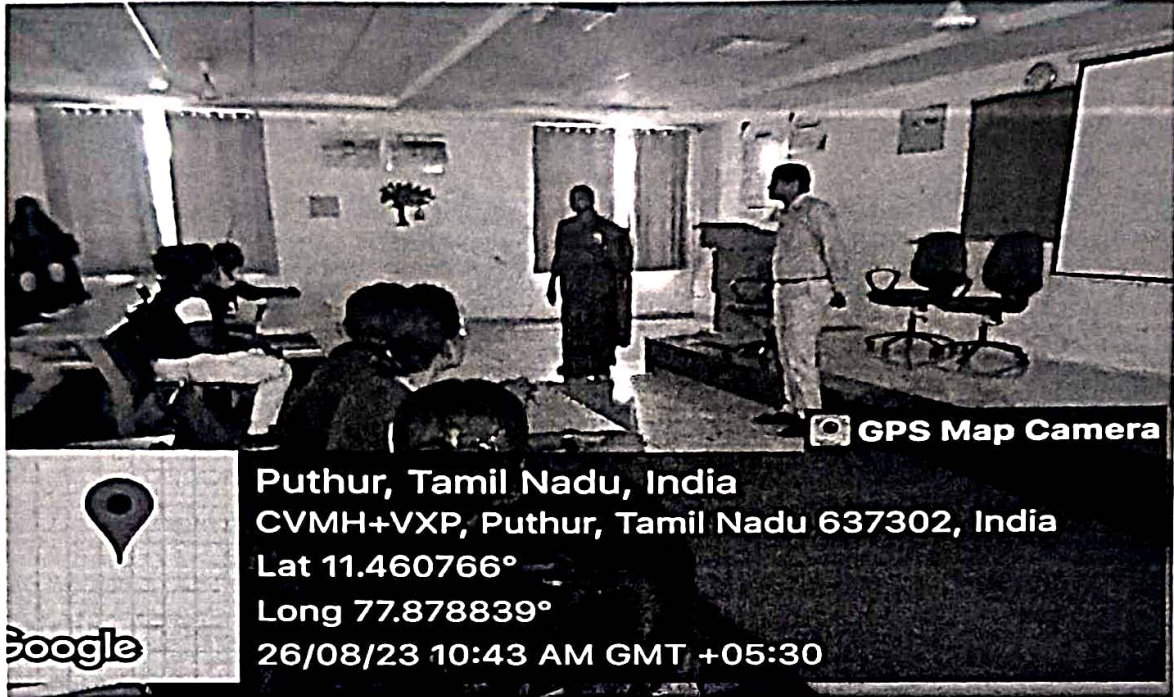 GPS Map Camera
Puthur, Tamil Nadu, India
CVMH+VXP, Puthur, Tamil Nadu 637302, India
Lat 11.460766°
Long 77.878839°
26/08/23 10:43 AM GMT +05:30
Google